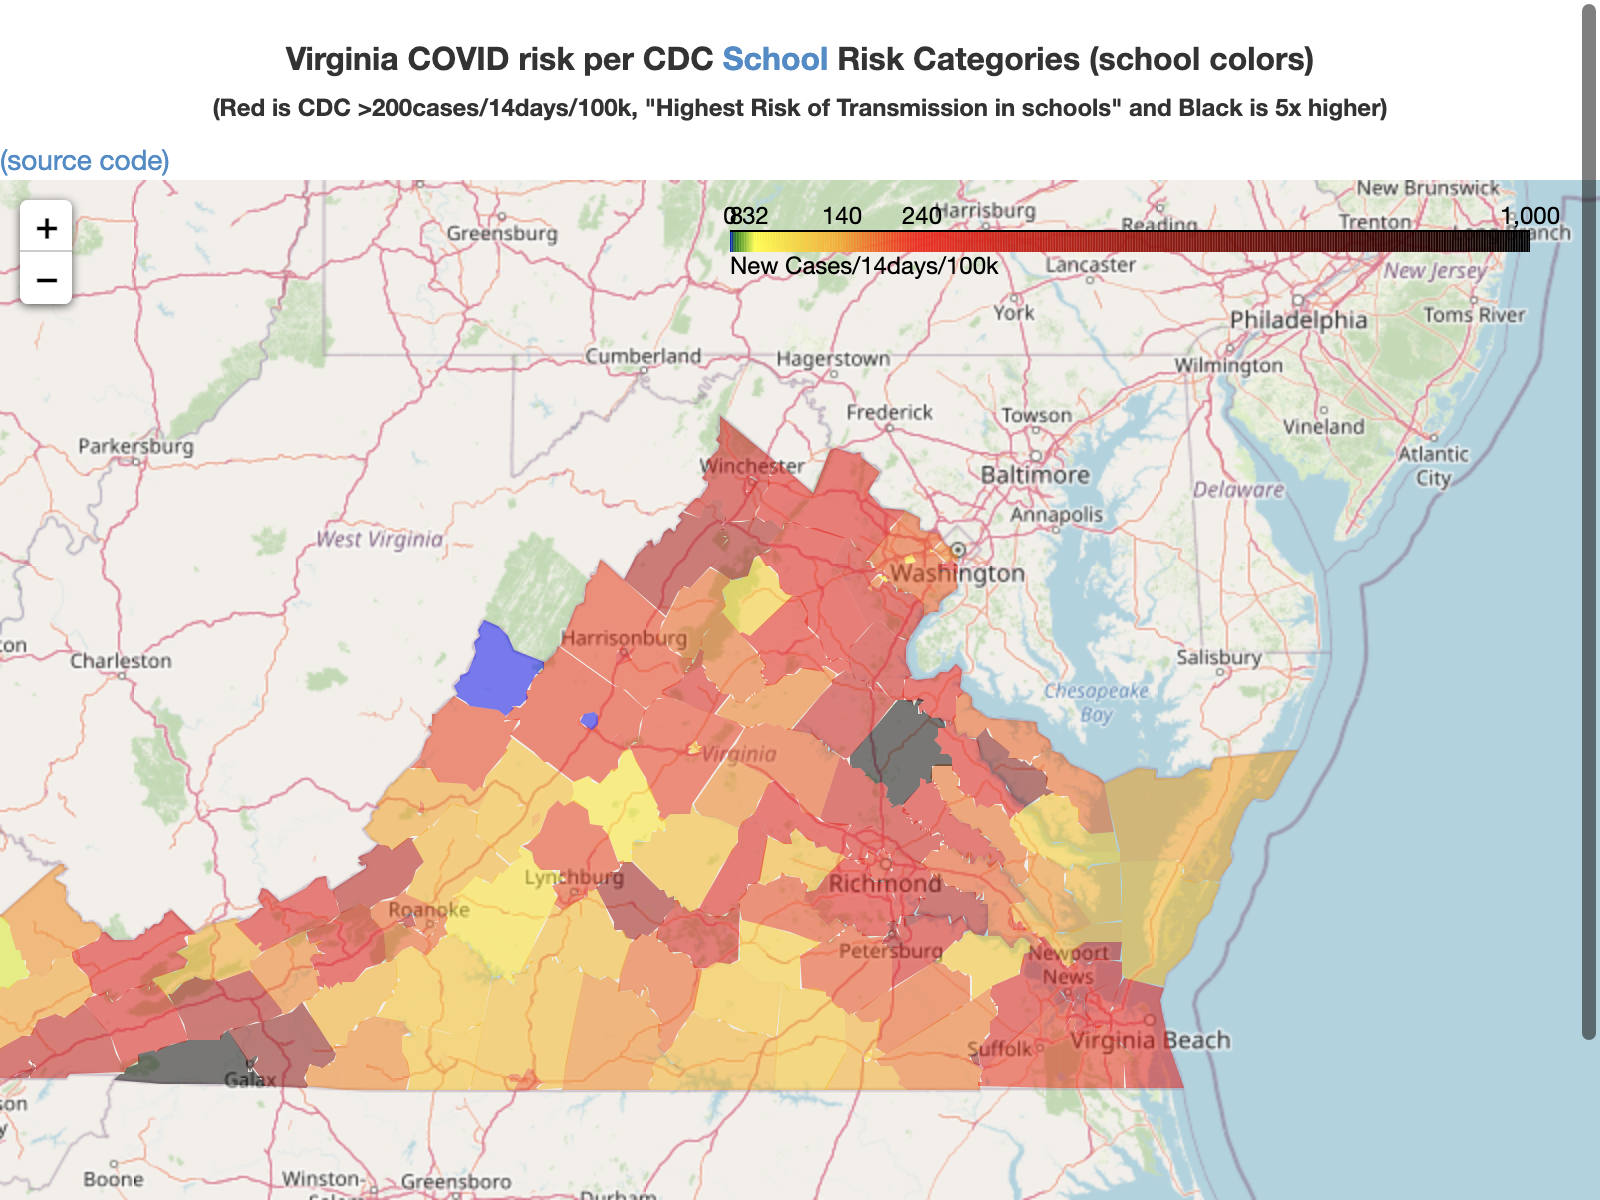 Virginia COVID risk per CDC School Risk Categories (school colors)
(Red is CDC >200cases/14days/100k, "Highest Risk of Transmission in schools" and Black is 5x higher)
(source code)
+
−
New Brunswick
0 8 32 140 240 1,000
Harrisburg
Reading
Trenton
Long Branch
Greensburg
New Cases/14days/100k
Lancaster
New Jersey
York
Philadelphia
Toms River
Cumberland
Hagerstown
Wilmington
Frederick
Towson
Vineland
Parkersburg
Winchester
Baltimore
Atlantic
City
Delaware
Annapolis
West Virginia
Washington
Harrisonburg
Charleston
Salisbury
Chesapeake
Bay
Virginia
Lynchburg
Richmond
Roanoke
Petersburg
Newport
News
Virginia Beach
Suffolk
Galax
Boone
Winston-
Greensboro
Durham